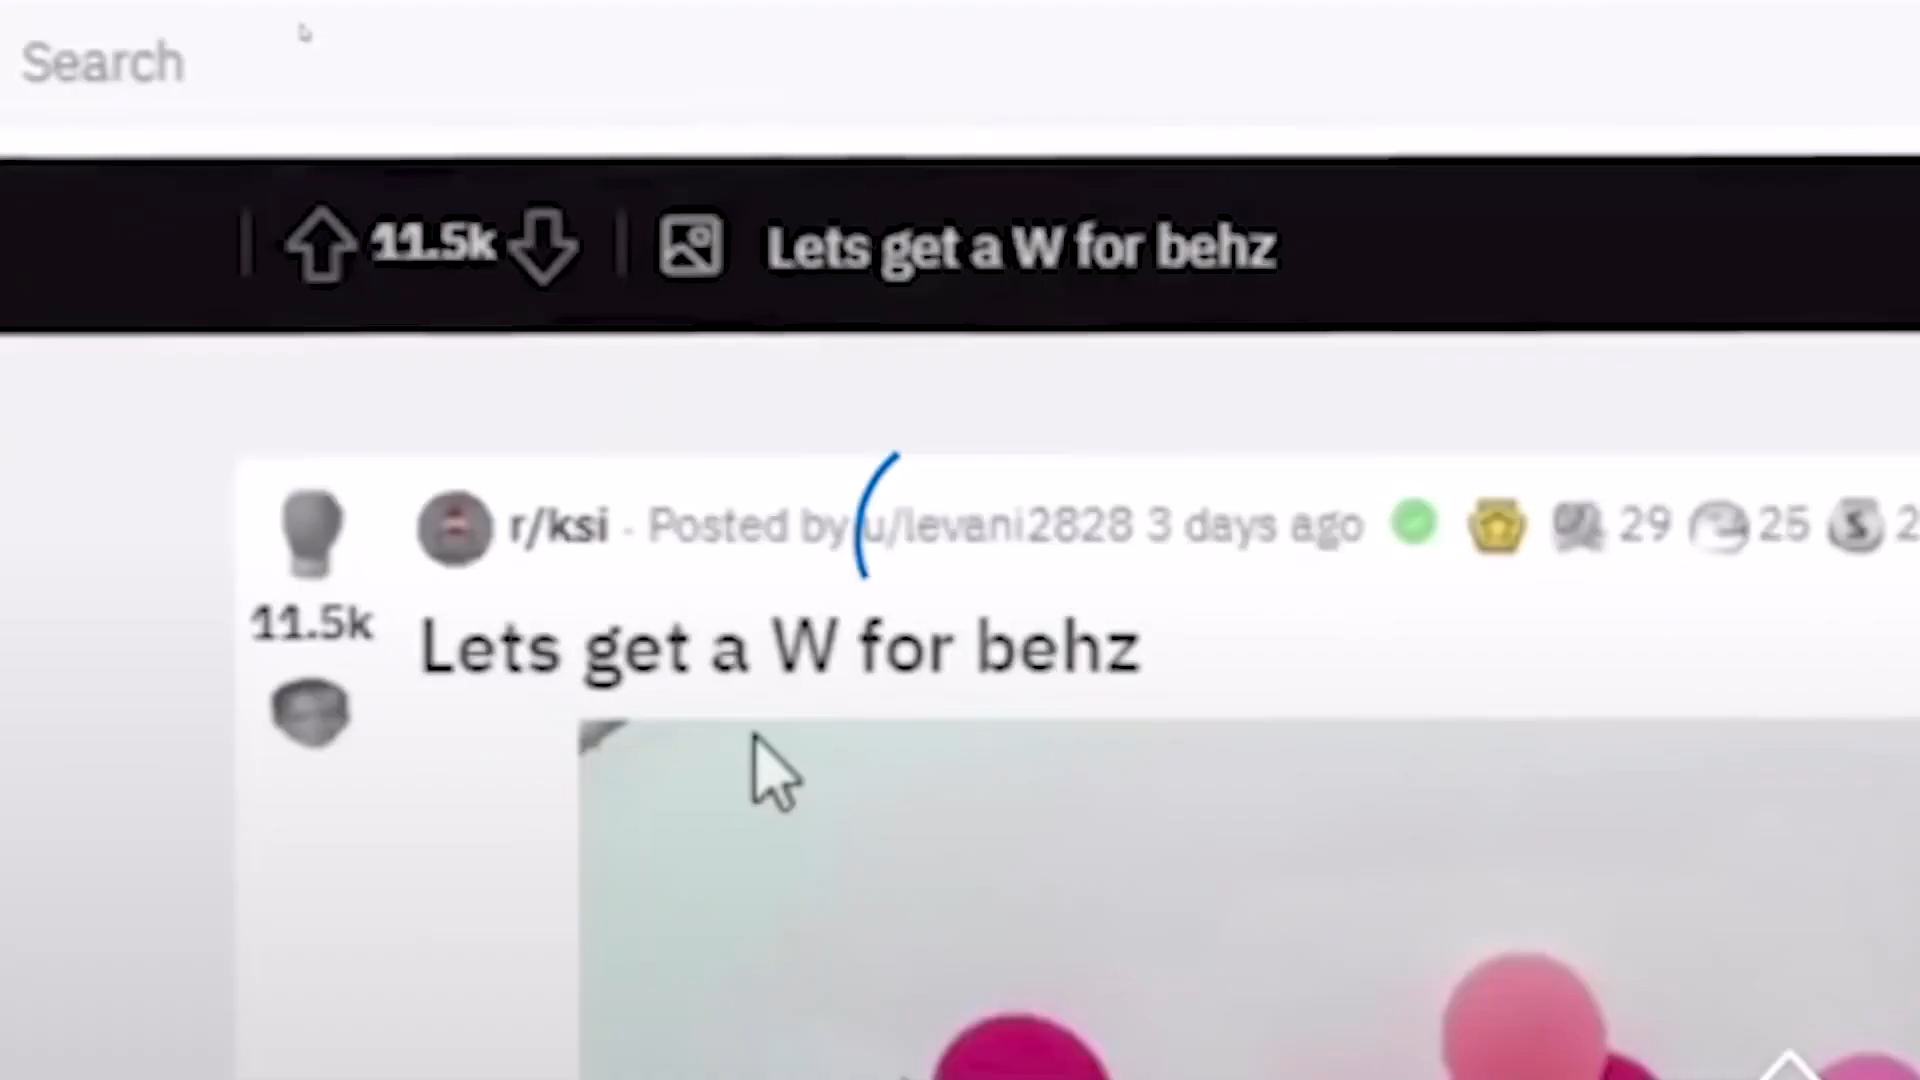 Search
11.5k Lets get a W for behz
r/ksi · Posted by u/levani2828 3 days ago 29 25 2
11.5k
Lets get a W for behz